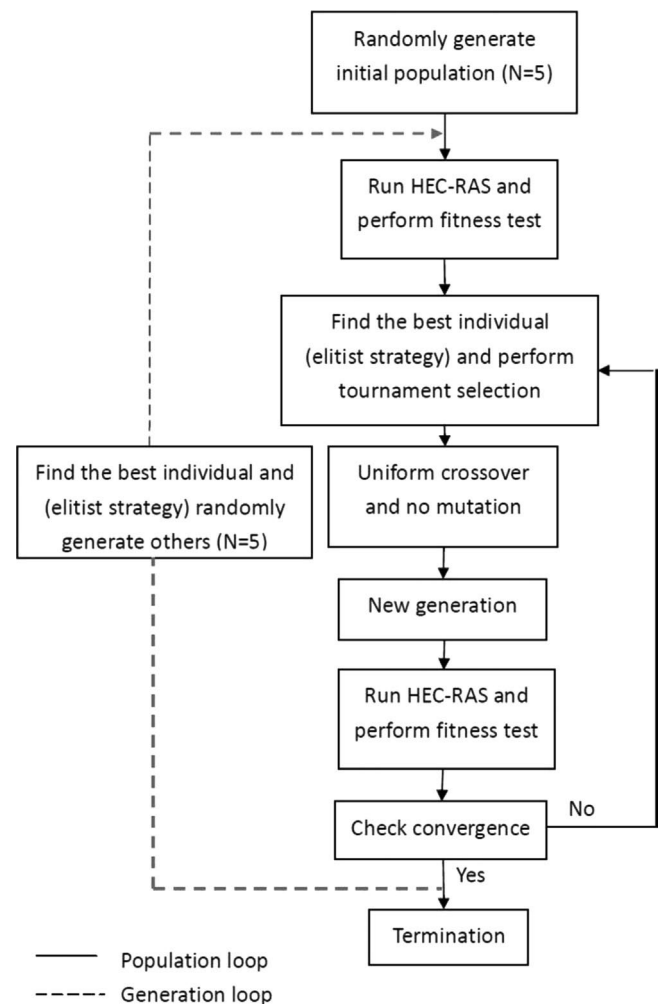 Randomly generate
initial population (N=5)
Run HEC-RAS and
perform fitness test
Find the best individual
(elitist strategy) and perform
tournament selection
Find the best individual and
(elitist strategy) randomly
generate others (N=5)
Uniform crossover
and no mutation
New generation
Run HEC-RAS and
perform fitness test
No
Check convergence
Yes
Termination
Population loop
Generation loop